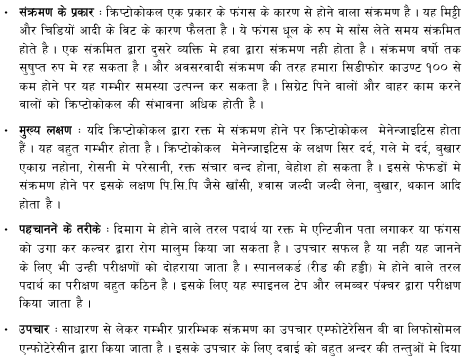 • संक्रमण के प्रकार : क्रिप्टोकोकल एक प्रकार के फंगस के कारण से होने वाला संक्रमण है । यह मिट्टी
और चिडियों आदी के विट के कारण फैलता है । ये फंगस धूल के रुप मे सांस लेते समय संक्रमित
होते है । एक संक्रमित द्वारा दुसरे व्यक्ति मे हवा द्वारा संक्रमण नही होता है । संक्रमण वर्षो तक
सुषुप्त रुप मे रह सकता है । और अवसरवादी संक्रमण की तरह हमारा सिडीफोर काउण्ट १०० से
कम होने पर यह गम्भीर समस्या उत्पन्न कर सकता है । सिग्रेट पिने वालों और बाहर काम करने
वालों को क्रिप्टोकोकल की संभावना अधिक होती है ।
• मुख्य लक्षण : यदि क्रिप्टोकोकल द्वारा रक्त मे संक्रमण होने पर क्रिप्टोकोकल मेनेन्जाइटिस होता
हैं । यह बहुत गम्भीर होता है । क्रिप्टोकोकल मेनेन्जाइटिस के लक्षण सिर दर्द, गले मे दर्द, बुखार
एकाग्र नहोना, रोसनी मे परेसानी, रक्त संचार बन्द होना, बेहोश हो सकता है । इससे फेफडों मे
संक्रमण होने पर इसके लक्षण पि.सि.पि जैसे खाँसी, श्वास जल्दी जल्दी लेना, बुखार, थकान आदि
होता है ।
• पहचानने के तरीके : दिमाग मे होने वाले तरल पदार्थ या रक्त मे एन्टिजीन पता लगाकर या फंगस
को उगा कर कल्चर द्वारा रोग मालुम किया जा सकता है । उपचार सफल है या नही यह जानने
के लिए भी उन्ही परीक्षणों को दोहराया जाता है । स्पानलकर्ड (रीड की हड्डी) मे होने वाले तरल
पदार्थ का परीक्षण बहुत कठिन है । इसके लिए यह स्पाइनल टेप और लमब्बर पंक्चर द्वारा परीक्षण
किया जाता है ।
• उपचार : साधारण से लेकर गम्भीर प्रारम्भिक संक्रमण का उपचार एम्फोटेरेसिन बी वा लिफोसोमल
एन्फोटेरेसीन द्वारा किया जाता है । इसके उपचार के लिए दवाई को बहुत अन्दर की तन्तुओं मे दिया